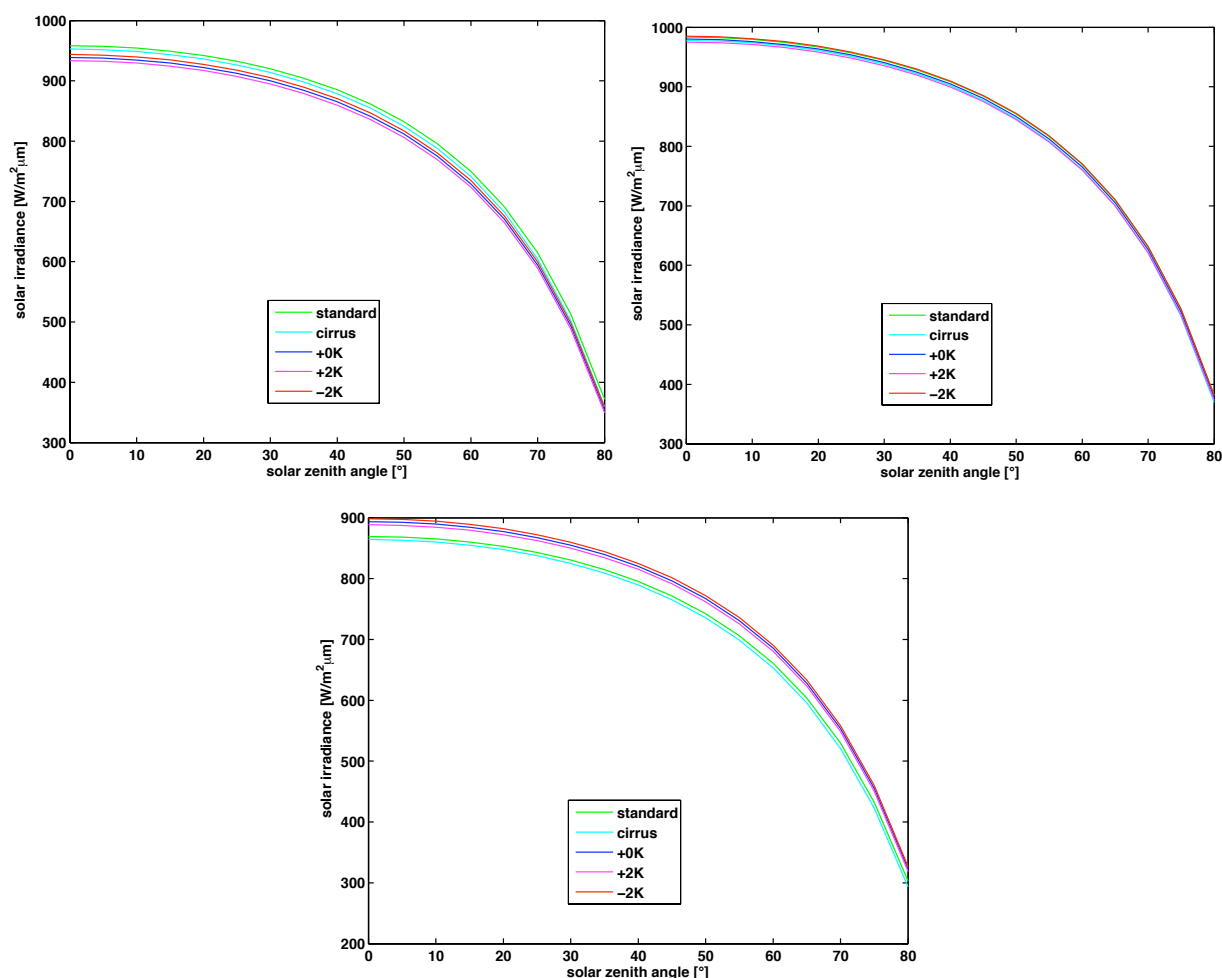 1000
900
800
700
600
500
400
300
0 10 20 30 40 50 60 70 80
solar irradiance [W/m²µm]
solar zenith angle [°]
standard
cirrus
+0K
+2K
−2K
1000
900
800
700
600
500
400
300
0 10 20 30 40 50 60 70 80
solar irradiance [W/m²µm]
solar zenith angle [°]
standard
cirrus
+0K
+2K
−2K
900
800
700
600
500
400
300
200
0 10 20 30 40 50 60 70 80
solar irradiance [W/m²µm]
solar zenith angle [°]
standard
cirrus
+0K
+2K
−2K